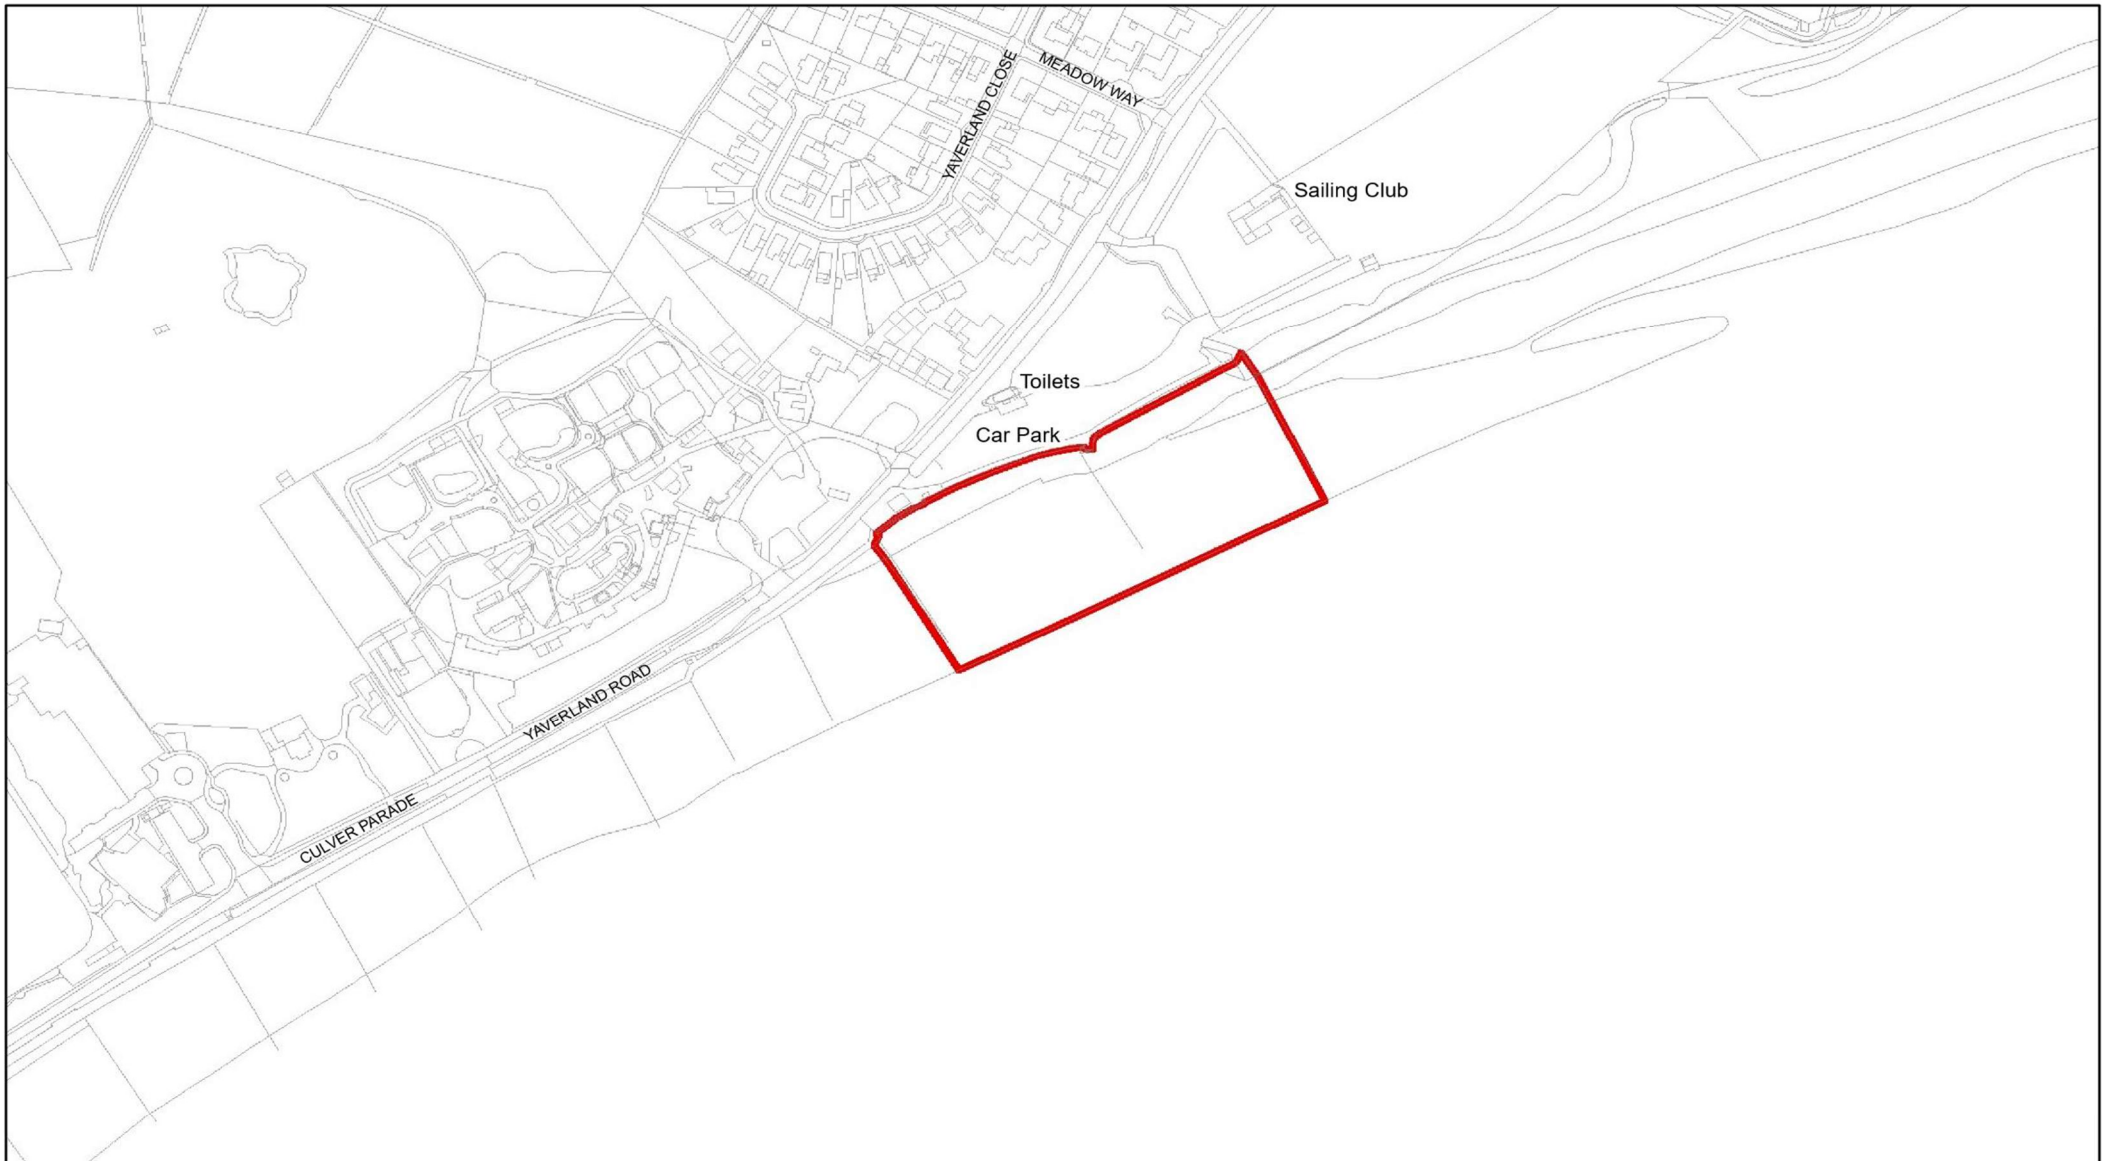 YAVERLAND CLOSE
MEADOW WAY
Sailing Club
Toilets
Car Park
YAVERLAND ROAD
CULVER PARADE